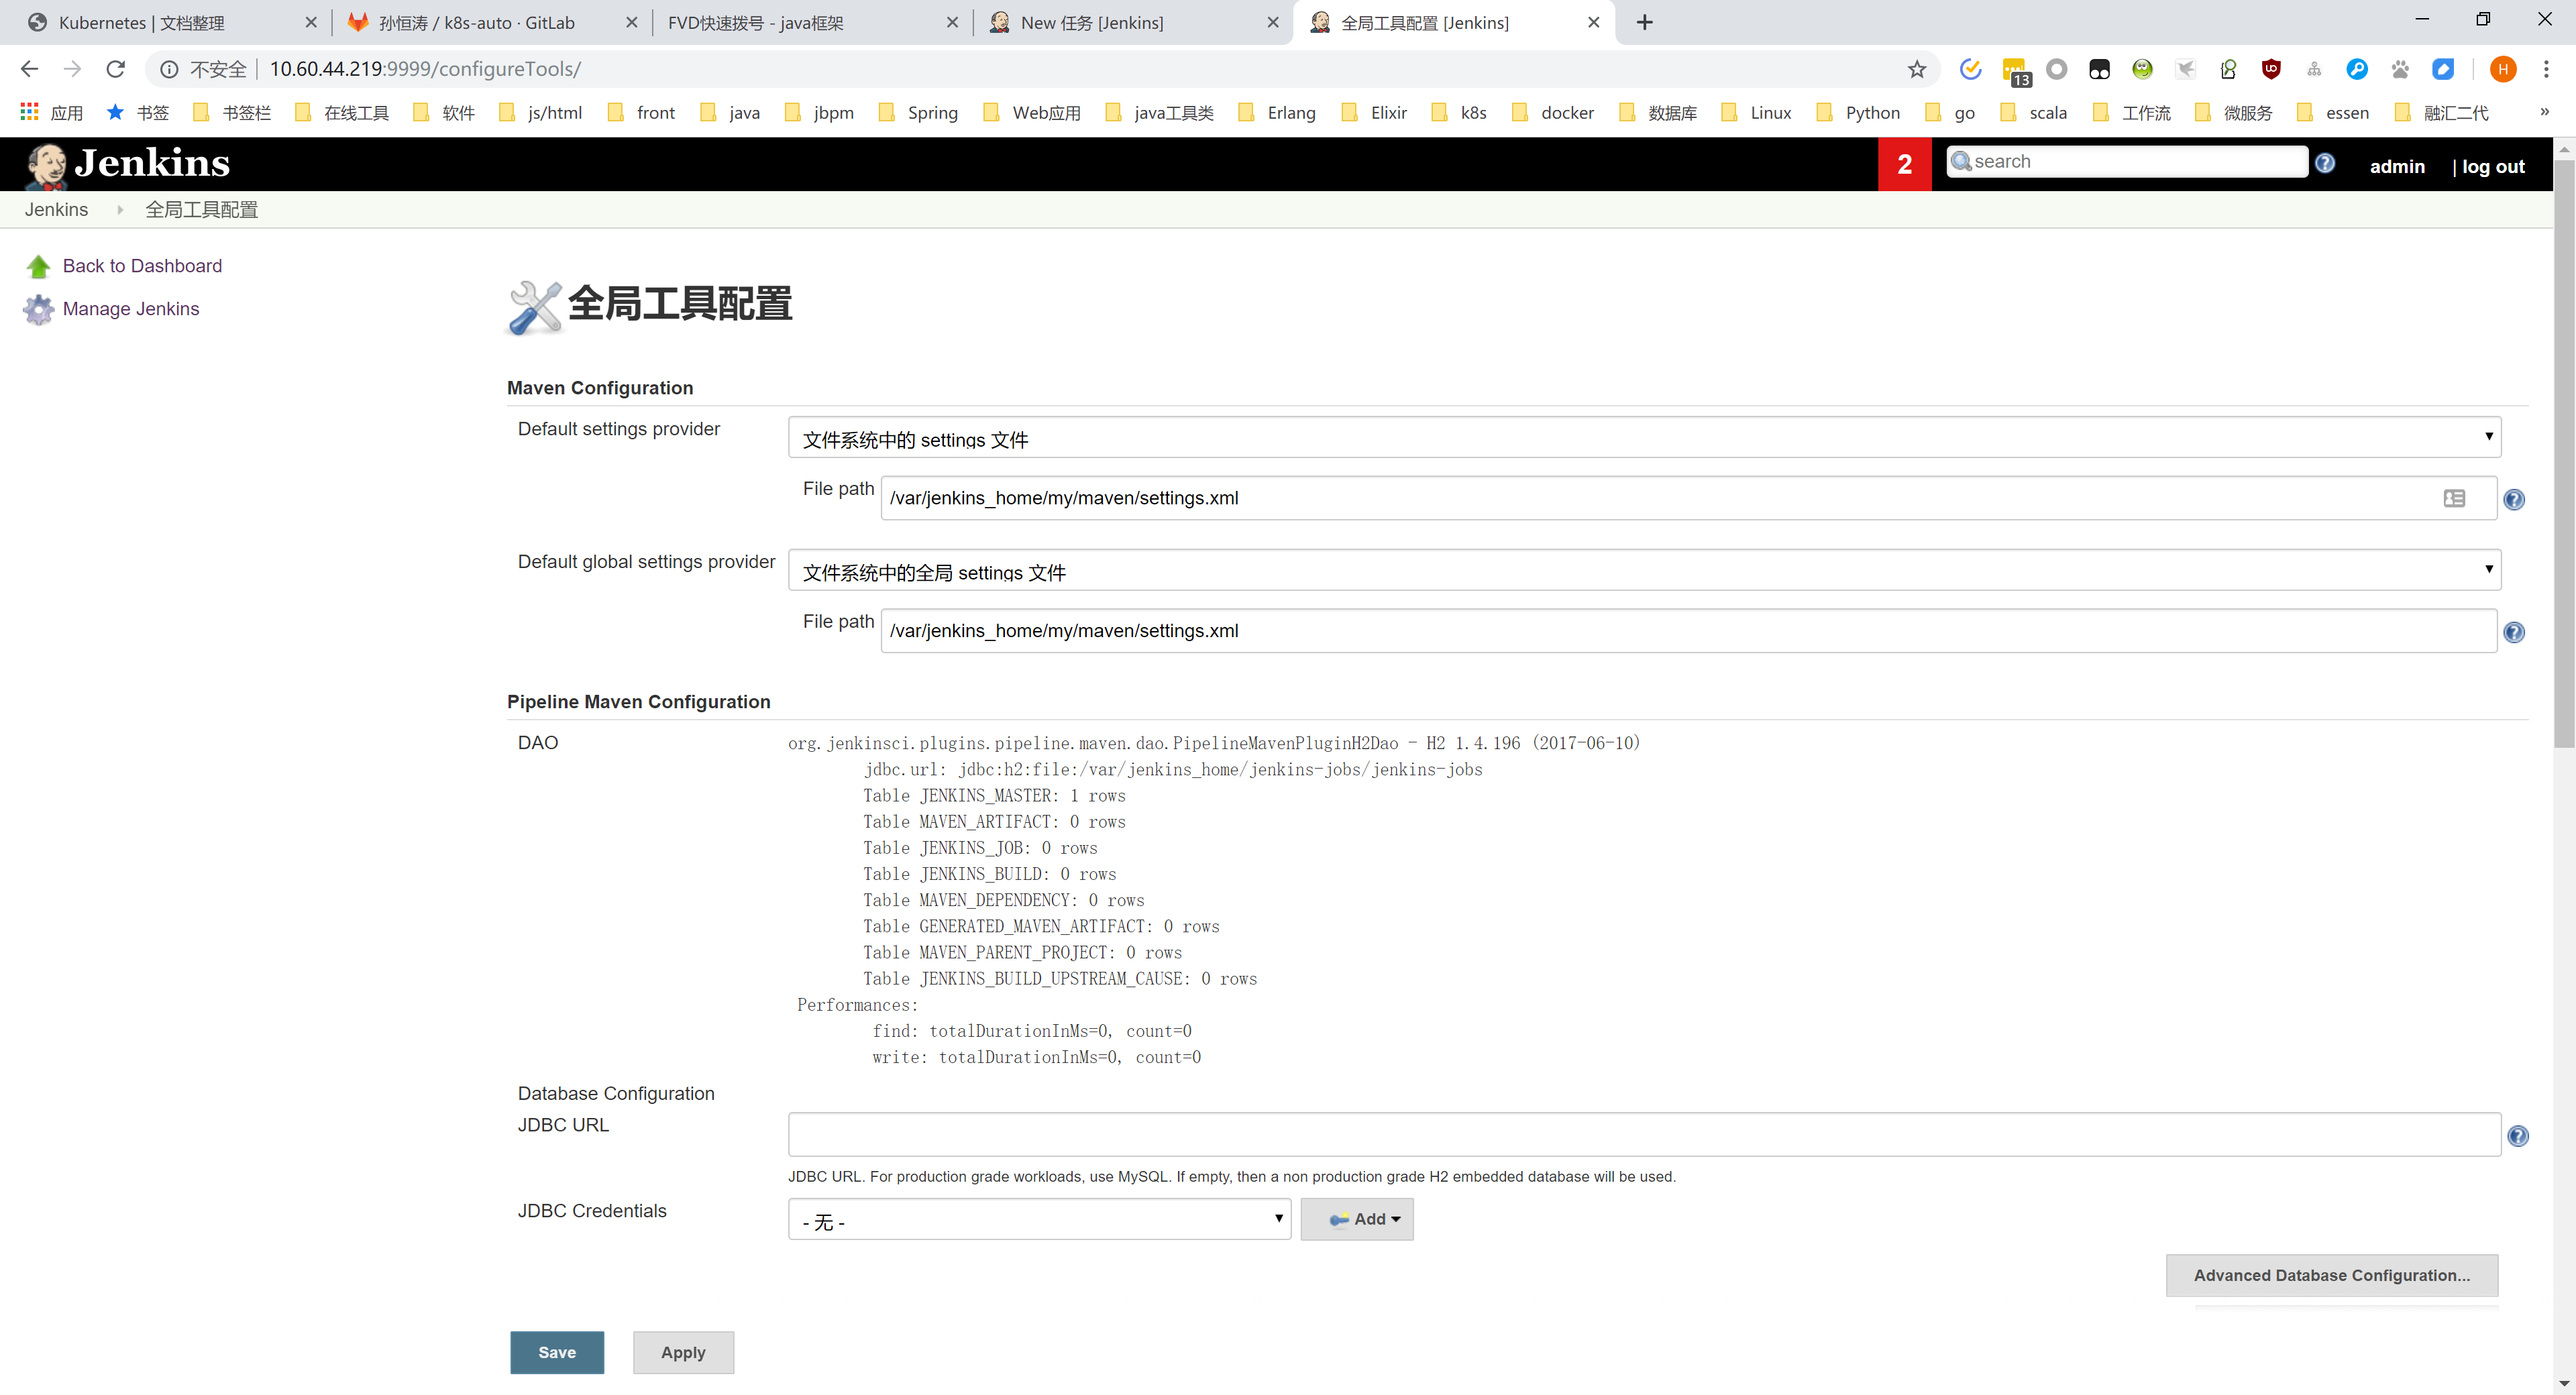 Kubernetes | 文档整理
孙恒涛 / k8s-auto · GitLab
FVD快速拨号 - java框架
New 任务 [Jenkins]
全局工具配置 [Jenkins]
不安全 | 10.60.44.219:9999/configureTools/
13
H
应用 书签 书签栏 在线工具 软件 js/html front java jbpm Spring Web应用 java工具类 Erlang Elixir k8s docker 数据库 Linux Python go scala 工作流 微服务 essen 融汇二代 »
Jenkins
2
search
admin
| log out
Jenkins 全局工具配置
Back to Dashboard
Manage Jenkins
全局工具配置
Maven Configuration
Default settings provider
文件系统中的 settings 文件
File path
/var/jenkins_home/my/maven/settings.xml
Default global settings provider
文件系统中的全局 settings 文件
File path
/var/jenkins_home/my/maven/settings.xml
Pipeline Maven Configuration
DAO
org.jenkinsci.plugins.pipeline.maven.dao.PipelineMavenPluginH2Dao - H2 1.4.196 (2017-06-10)
jdbc.url: jdbc:h2:file:/var/jenkins_home/jenkins-jobs/jenkins-jobs
Table JENKINS_MASTER: 1 rows
Table MAVEN_ARTIFACT: 0 rows
Table JENKINS_JOB: 0 rows
Table JENKINS_BUILD: 0 rows
Table MAVEN_DEPENDENCY: 0 rows
Table GENERATED_MAVEN_ARTIFACT: 0 rows
Table MAVEN_PARENT_PROJECT: 0 rows
Table JENKINS_BUILD_UPSTREAM_CAUSE: 0 rows
Performances:
find: totalDurationInMs=0, count=0
write: totalDurationInMs=0, count=0
Database Configuration
JDBC URL
JDBC URL. For production grade workloads, use MySQL. If empty, then a non production grade H2 embedded database will be used.
JDBC Credentials
- 无 -
Add
Advanced Database Configuration...
Save
Apply